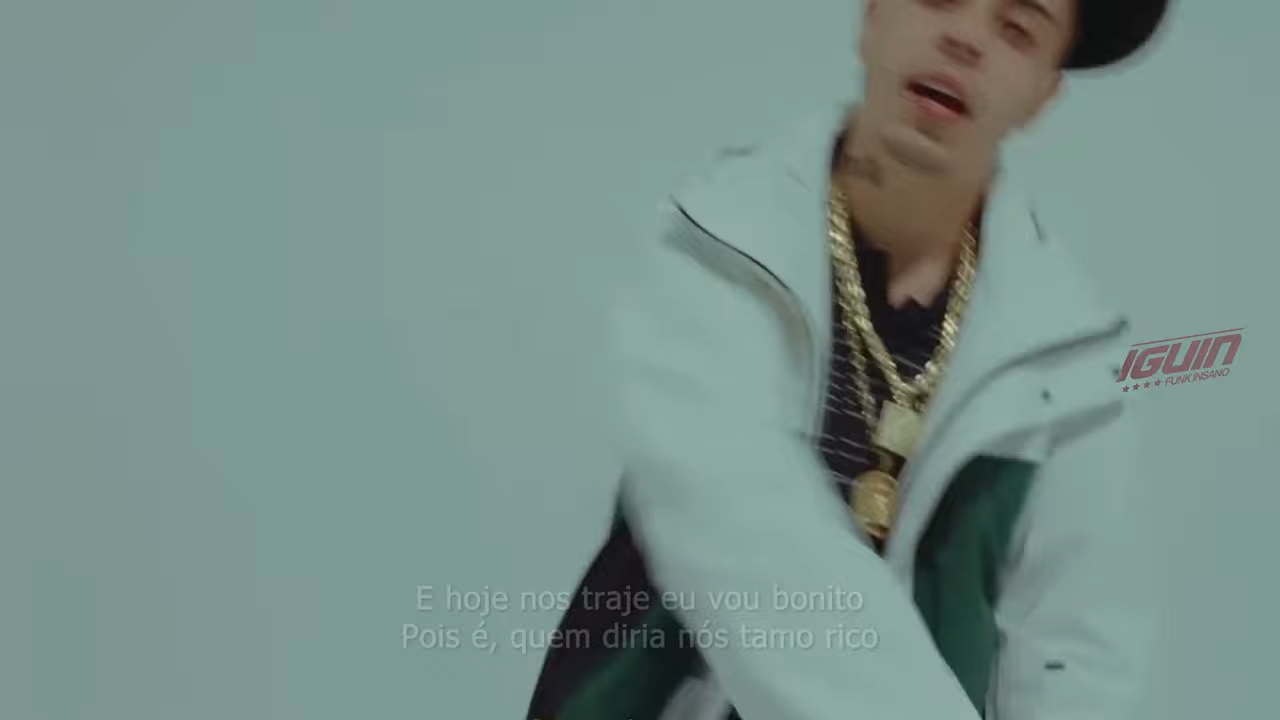 IGUIN
★★★★ FUNK INSANO
E hoje nos traje eu vou bonito
Pois é, quem diria nós tamo rico